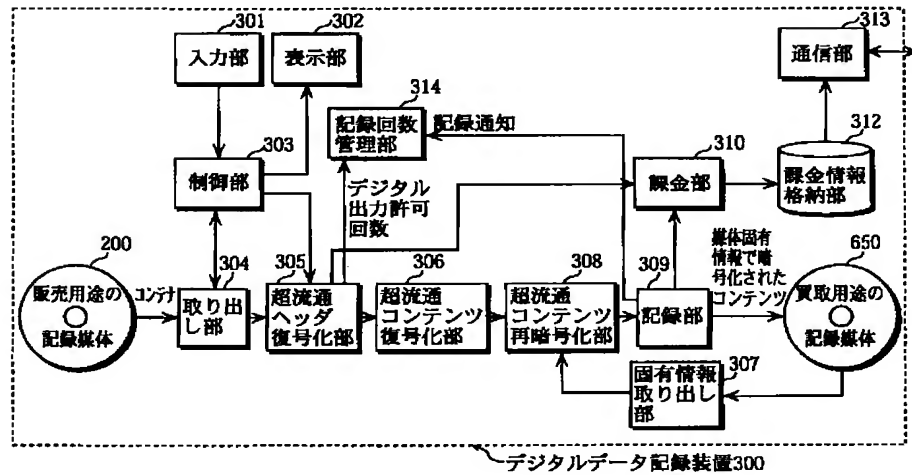 301
入力部
302
表示部
313
通信部
314
記録回数
管理部
記録通知
303
制御部
デジタル
出力許可
回数
310
課金部
312
課金情報
格納部
200
販売用途の
記録媒体
コンテナ
304
取り出
し部
305
超流通
ヘッダ
復号化部
306
超流通
コンテンツ
復号化部
308
超流通
コンテンツ
再暗号化部
309
記録部
媒体固有
情報で暗
号化された
コンテンツ
650
買取用途の
記録媒体
307
固有情報
取り出し
部
デジタルデータ記録装置300